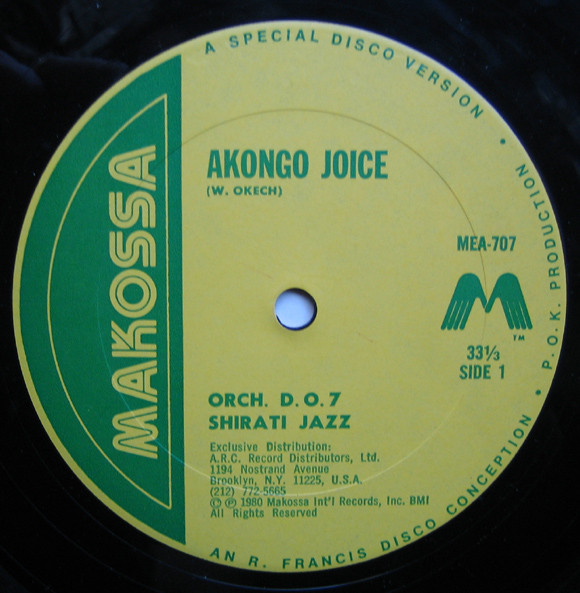 A SPECIAL DISCO VERSION • P.O.K. PRODUCTION •
MAKOSSA
AKONGO JOICE
(W. OKECH)
MEA-707
M
TM
33⅓
SIDE 1
ORCH. D.O.7
SHIRATI JAZZ
Exclusive Distribution:
A.R.C. Record Distributors, Ltd.
1194 Nostrand Avenue
Brooklyn, N.Y. 11225, U.S.A.
(212) 772-5665
© ℗ 1980 Makossa Int'l Records, Inc. BMI
All Rights Reserved
AN R. FRANCIS DISCO CONCEPTION